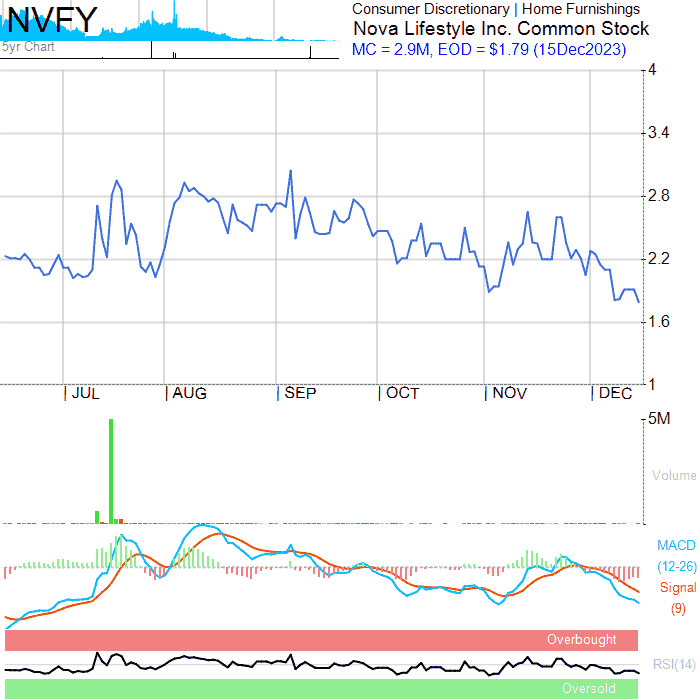 NVFY
5yr Chart
Consumer Discretionary | Home Furnishings
Nova Lifestyle Inc. Common Stock
MC = 2.9M, EOD = $1.79 (15Dec2023)
4
3.4
2.8
2.2
1.6
1
| JUL | AUG | SEP | OCT | NOV | DEC
5M
Volume
MACD
(12-26)
Signal
(9)
Overbought
RSI(14)
Oversold